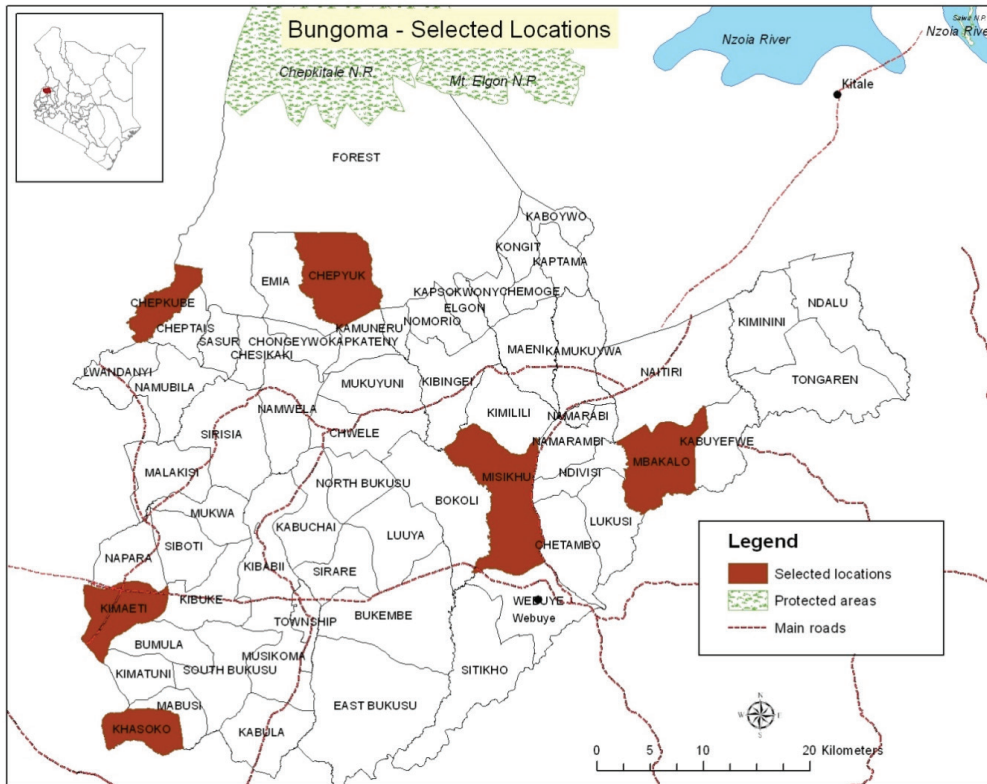 Bungoma - Selected Locations
Nzoia River
Nzoia River
Chepkitale N.P.
Mt. Elgon N.P.
Kitale
FOREST
KABOYWO
KONGIT
KAPTAMA
EMIA
CHEPYUK
CHEPKUBE
KAPSOKWONY
CHEMOGE
ELGON
NDALU
KIMININI
CHEPTAIS
SASUR
CHONGEYWO
KAMUNERU
KAPKATENY
NOMORIO
CHESIKAKI
MAENI
KAMUKUYWA
LWANDANYI
NAMUBILA
MUKUYUNI
KIBINGEI
NAITIRI
TONGAREN
NAMWELA
KIMILILI
NAMARABI
SIRISIA
CHWELE
NAMARAMBI
KABUYEFWE
MBAKALO
MALAKISI
NORTH BUKUSU
MISIKHU
NDIVISI
BOKOLI
MUKWA
KABUCHAI
LUUYA
LUKUSI
SIBOTI
CHETAMBO
NAPARA
KIBABII
SIRARE
KIMAETI
KIBUKE
TOWNSHIP
BUKEMBE
WEBUYE
Webuye
BUMULA
MUSIKOMA
KIMATUNI
SOUTH BUKUSU
SITIKHO
MABUSI
EAST BUKUSU
KHASOKO
KABULA
Legend
Selected locations
Protected areas
Main roads
N
W E
S
0 5 10 20 Kilometers